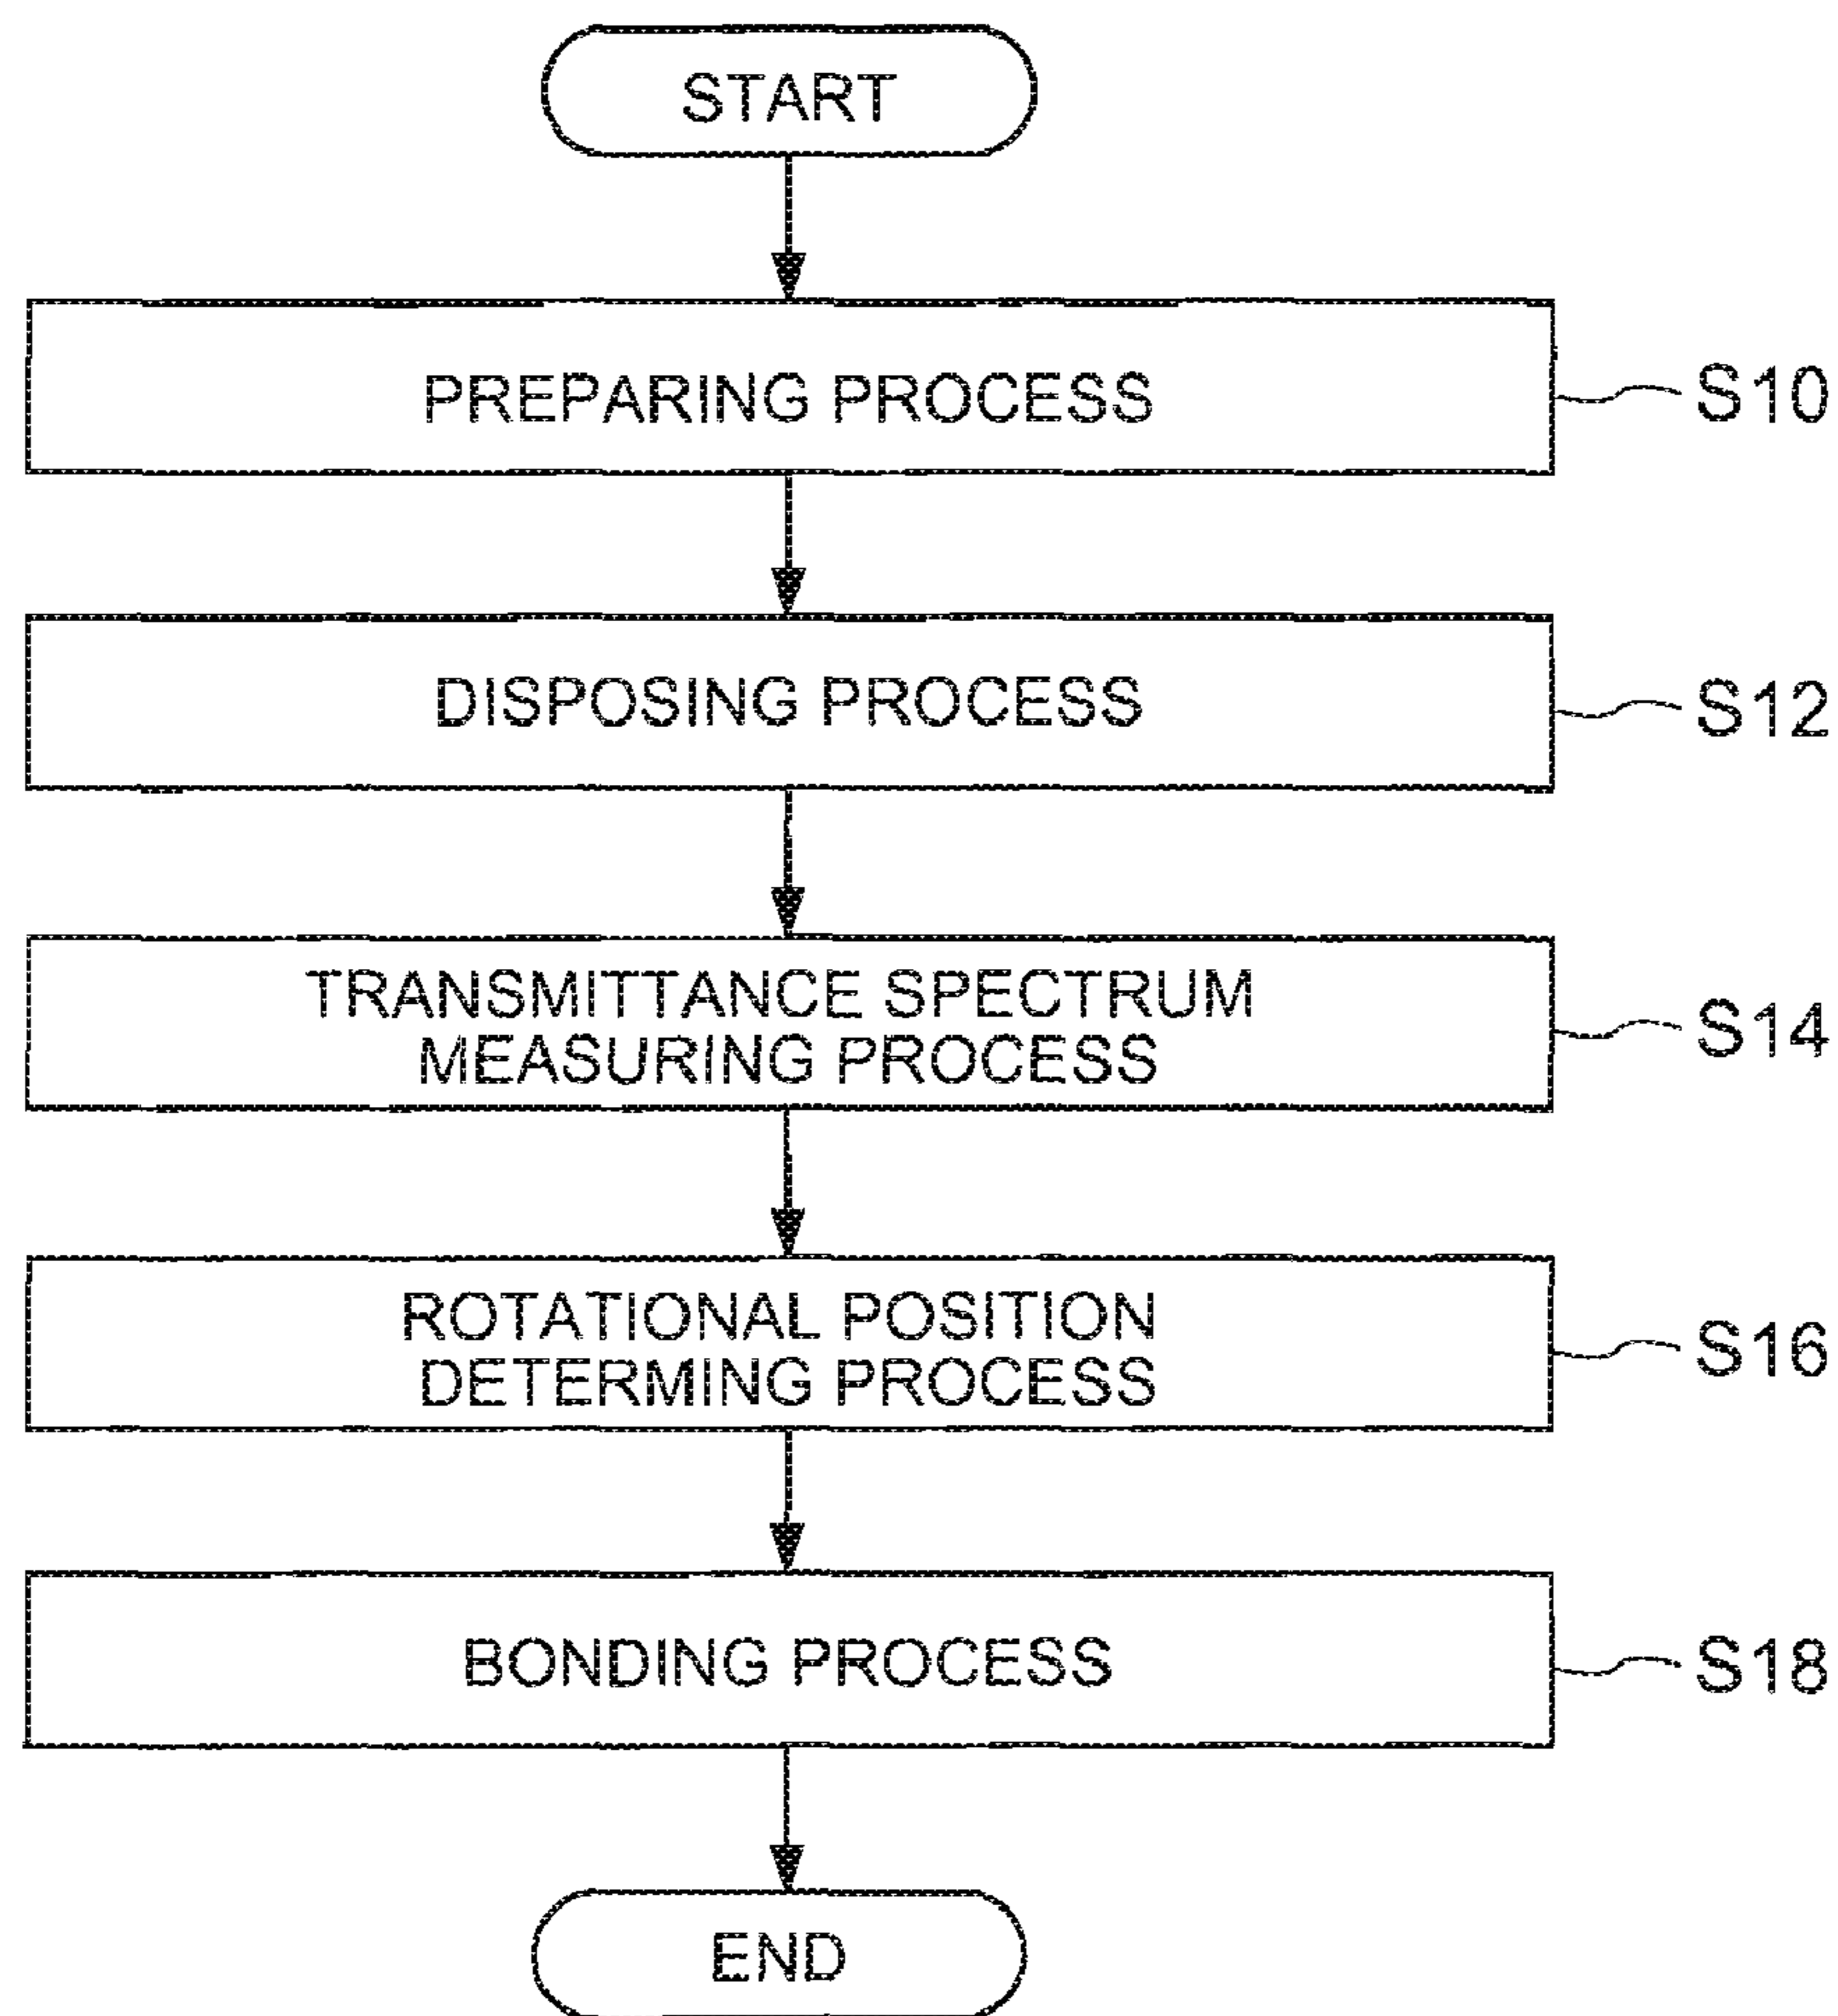 START
PREPARING PROCESS
S10
DISPOSING PROCESS
S12
TRANSMITTANCE SPECTRUM
MEASURING PROCESS
S14
ROTATIONAL POSITION
DETERMING PROCESS
S16
BONDING PROCESS
S18
END